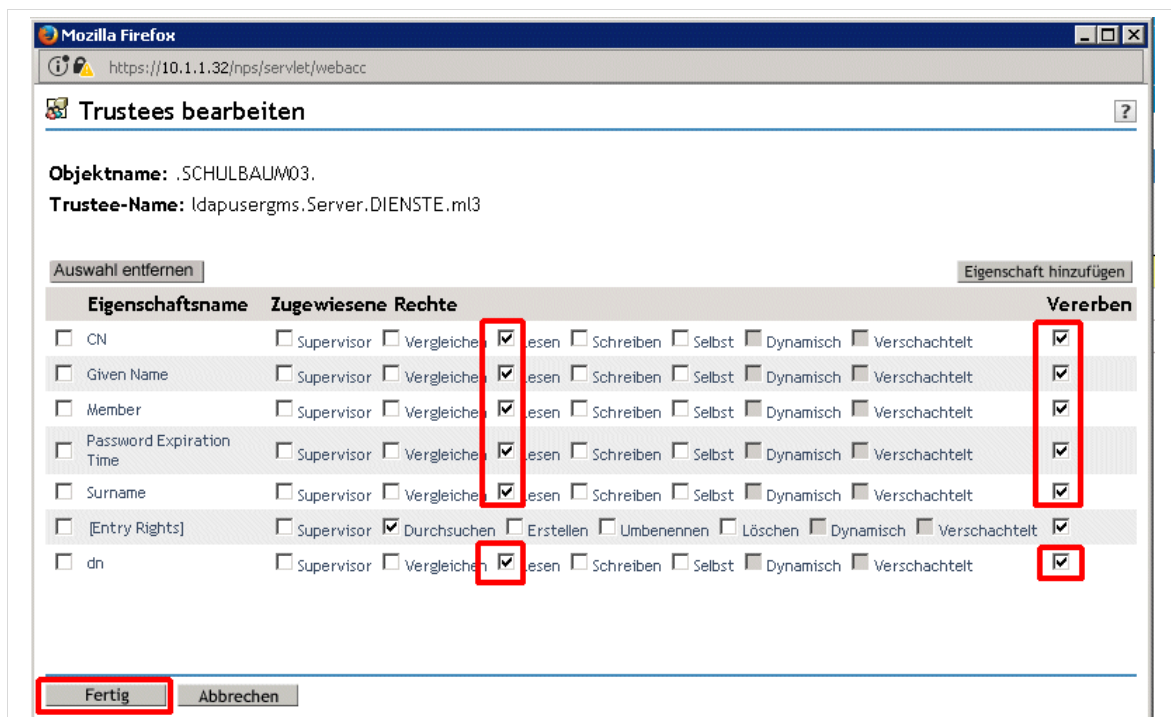 Mozilla Firefox
https://10.1.1.32/nps/servlet/webacc
Trustees bearbeiten ?
Objektname: .SCHULBAUM03.
Trustee-Name: ldapusergms.Server.DIENSTE.ml3
Auswahl entfernen Eigenschaft hinzufügen
Eigenschaftsname Zugewiesene Rechte Vererben
CN Supervisor Vergleichen Lesen Schreiben Selbst Dynamisch Verschachtelt
Given Name Supervisor Vergleichen Lesen Schreiben Selbst Dynamisch Verschachtelt
Member Supervisor Vergleichen Lesen Schreiben Selbst Dynamisch Verschachtelt
Password Expiration
Time Supervisor Vergleichen Lesen Schreiben Selbst Dynamisch Verschachtelt
Surname Supervisor Vergleichen Lesen Schreiben Selbst Dynamisch Verschachtelt
[Entry Rights] Supervisor Durchsuchen Erstellen Umbenennen Löschen Dynamisch Verschachtelt
dn Supervisor Vergleichen Lesen Schreiben Selbst Dynamisch Verschachtelt
Fertig Abbrechen